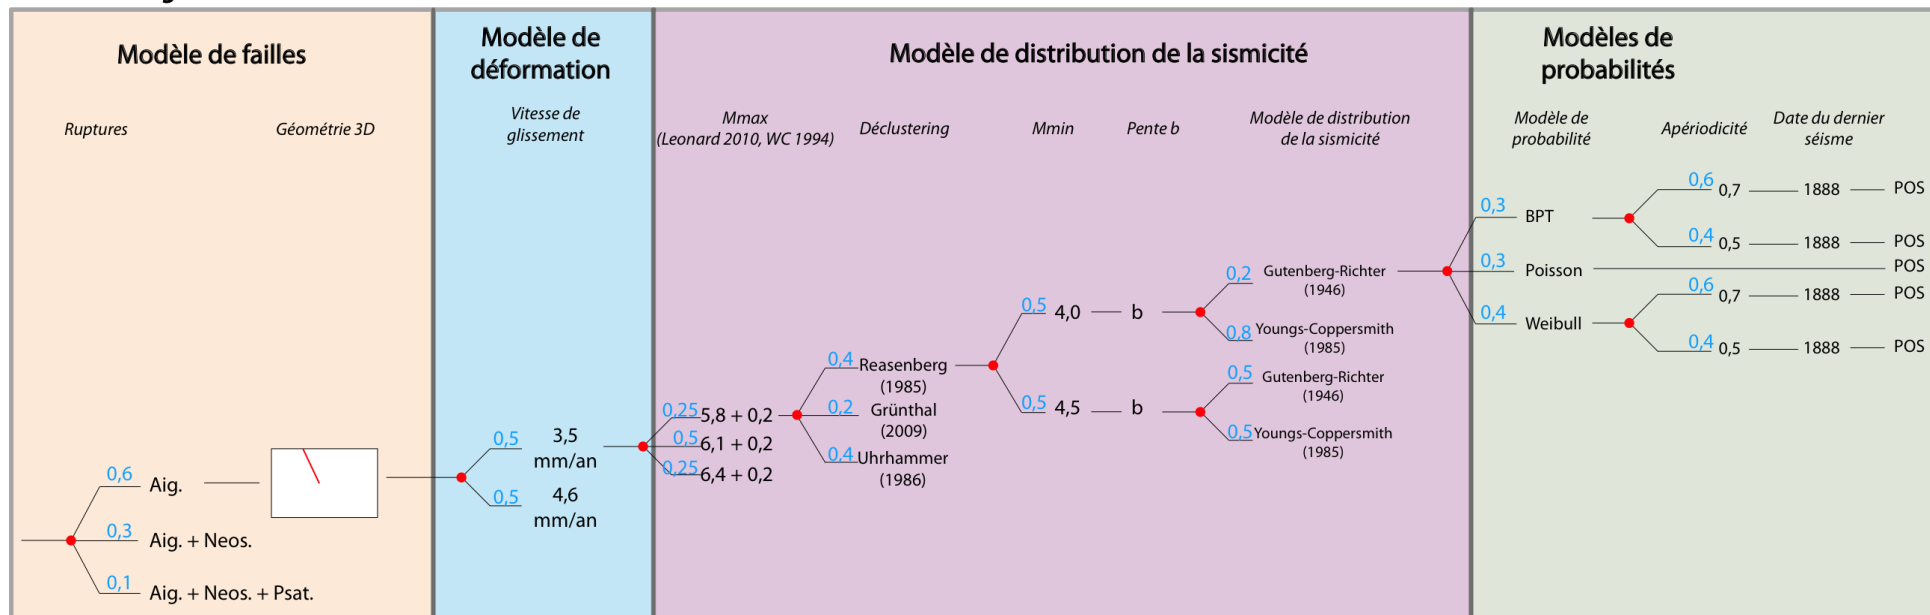 Modèle de failles
Modèle de
déformation
Modèle de distribution de la sismicité
Modèles de
probabilités
Ruptures
Géométrie 3D
Vitesse de
glissement
Mmax
(Leonard 2010, WC 1994)
Déclustering
Mmin
Pente b
Modèle de distribution
de la sismicité
Modèle de
probabilité
Apériodicité
Date du dernier
séisme
0,6 Aig.
0,3 Aig. + Neos.
0,1 Aig. + Neos. + Psat.
0,5 3,5
mm/an
0,5 4,6
mm/an
0,25 5,8 + 0,2
0,5 6,1 + 0,2
0,25 6,4 + 0,2
0,4 Reasenberg
(1985)
0,2 Grünthal
(2009)
0,4 Uhrhammer
(1986)
0,5 4,0 b
0,5 4,5 b
0,2 Gutenberg-Richter
(1946)
0,8 Youngs-Coppersmith
(1985)
0,5 Gutenberg-Richter
(1946)
0,5 Youngs-Coppersmith
(1985)
0,3 BPT
0,6 0,7 1888 POS
0,4 0,5 1888 POS
0,3 Poisson POS
0,4 Weibull
0,6 0,7 1888 POS
0,4 0,5 1888 POS